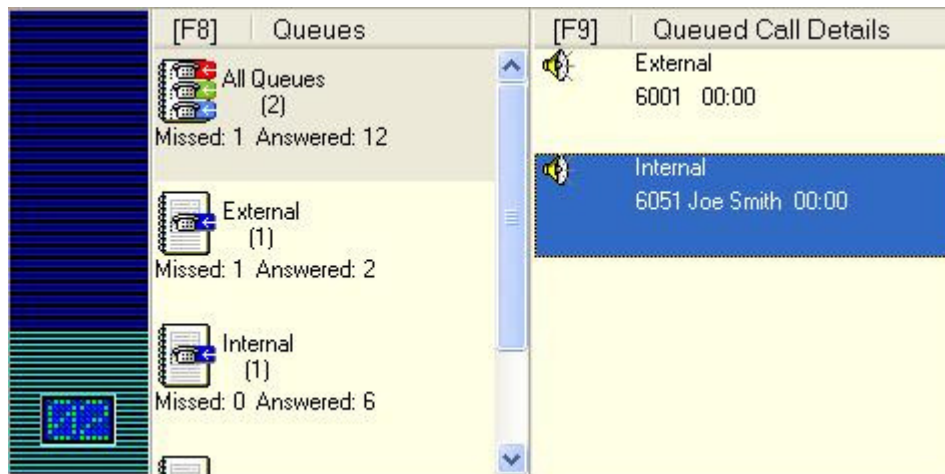 [F8] Queues
All Queues
(2)
Missed: 1 Answered: 12
External
(1)
Missed: 1 Answered: 2
Internal
(1)
Missed: 0 Answered: 6
02
[F9] Queued Call Details
External
6001 00:00
Internal
6051 Joe Smith 00:00